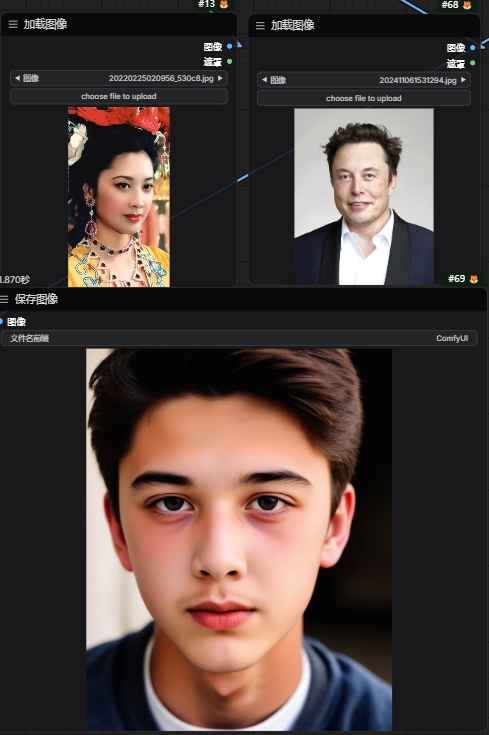 #13
#68
加载图像
加载图像
图像
遮罩
图像
遮罩
图像 20220225020956_530c8.jpg
图像 202411061531294.jpg
choose file to upload
choose file to upload
1.870秒
#69
保存图像
图像
文件名前缀 ComfyUI